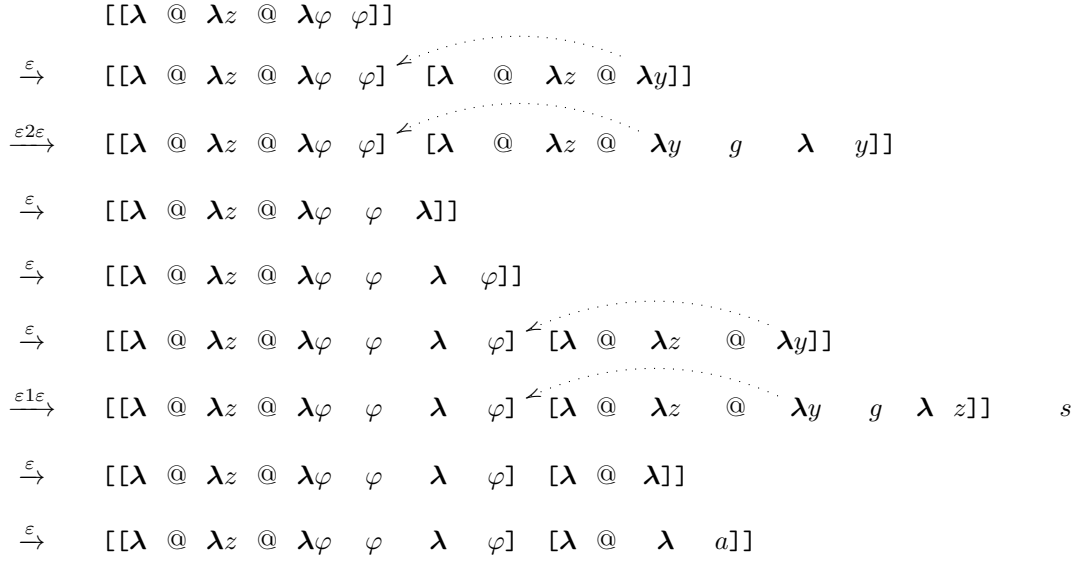 [[𝝀 @ 𝝀z @ 𝝀φ φ]]
ε→ [[𝝀 @ 𝝀z @ 𝝀φ φ] [𝝀 @ 𝝀z @ 𝝀y]]
ε2ε→ [[𝝀 @ 𝝀z @ 𝝀φ φ] [𝝀 @ 𝝀z @ 𝝀y g 𝝀 y]]
ε→ [[𝝀 @ 𝝀z @ 𝝀φ φ 𝝀]]
ε→ [[𝝀 @ 𝝀z @ 𝝀φ φ 𝝀 φ]]
ε→ [[𝝀 @ 𝝀z @ 𝝀φ φ 𝝀 φ] [𝝀 @ 𝝀z @ 𝝀y]]
ε1ε→ [[𝝀 @ 𝝀z @ 𝝀φ φ 𝝀 φ] [𝝀 @ 𝝀z @ 𝝀y g 𝝀 z]] s
ε→ [[𝝀 @ 𝝀z @ 𝝀φ φ 𝝀 φ] [𝝀 @ 𝝀]]
ε→ [[𝝀 @ 𝝀z @ 𝝀φ φ 𝝀 φ] [𝝀 @ 𝝀 a]]